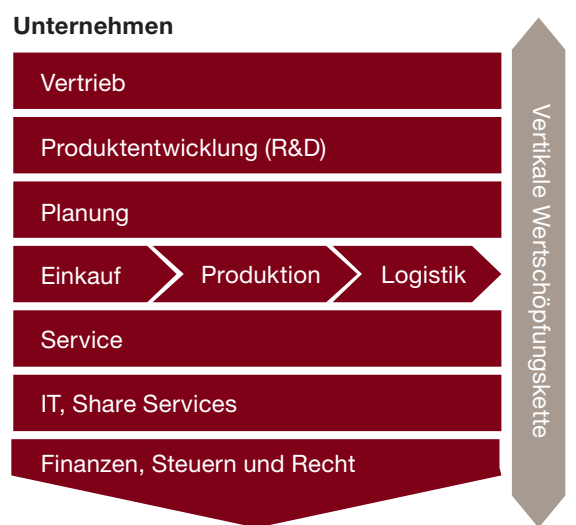 Unternehmen
Vertrieb
Produktentwicklung (R&D)
Planung
Einkauf
Produktion
Logistik
Service
IT, Share Services
Finanzen, Steuern und Recht
Vertikale Wertschöpfungskette